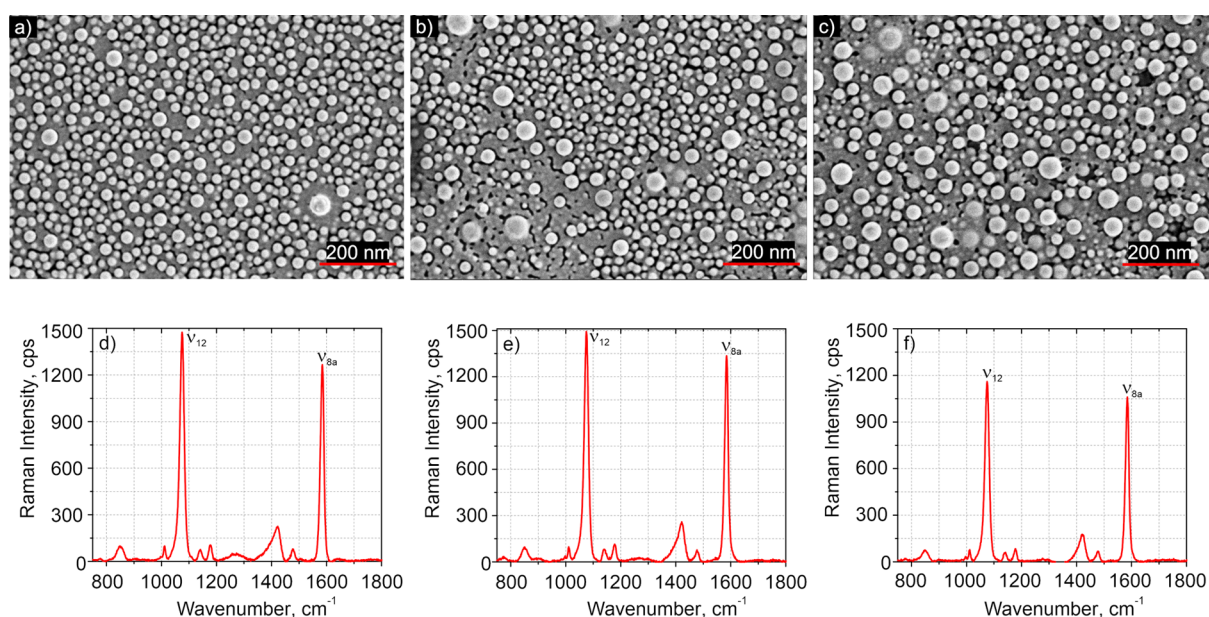 a)
200 nm
b)
200 nm
c)
200 nm
d)
ν12
ν8a
1500
1200
900
600
300
0
Raman Intensity, cps
800 1000 1200 1400 1600 1800
Wavenumber, cm-1
e)
ν12
ν8a
1500
1200
900
600
300
0
Raman Intensity, cps
800 1000 1200 1400 1600 1800
Wavenumber, cm-1
f)
ν12
ν8a
1500
1200
900
600
300
0
Raman Intensity, cps
800 1000 1200 1400 1600 1800
Wavenumber, cm-1